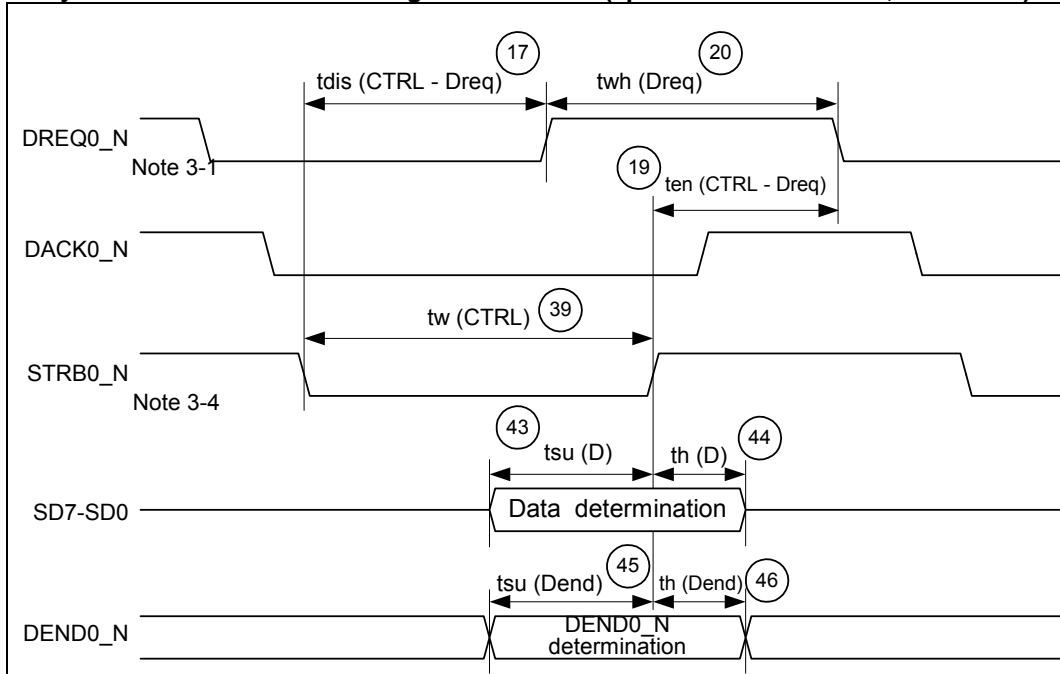 17
20
tdis (CTRL - Dreq)
twh (Dreq)
DREQ0_N
Note 3-1
19
ten (CTRL - Dreq)
DACK0_N
tw (CTRL)
39
STRB0_N
Note 3-4
43
44
tsu (D)
th (D)
SD7-SD0
Data determination
45
46
tsu (Dend)
th (Dend)
DEND0_N
DEND0_N
determination